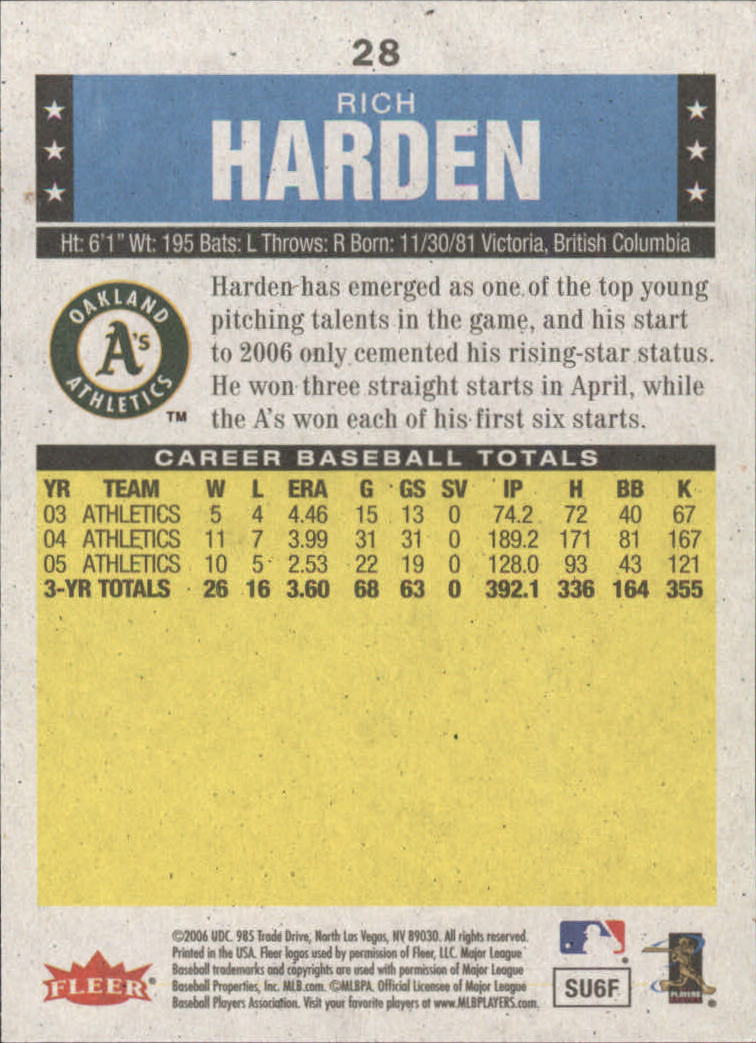 28
RICH
HARDEN
Ht: 6'1" Wt: 195 Bats: L Throws: R Born: 11/30/81 Victoria, British Columbia
OAKLAND
A's
ATHLETICS
TM
Harden has emerged as one of the top young
pitching talents in the game, and his start
to 2006 only cemented his rising-star status.
He won three straight starts in April, while
the A's won each of his first six starts.
CAREER BASEBALL TOTALS
YR TEAM W L ERA G GS SV IP H BB K
03 ATHLETICS 5 4 4.46 15 13 0 74.2 72 40 67
04 ATHLETICS 11 7 3.99 31 31 0 189.2 171 81 167
05 ATHLETICS 10 5 2.53 22 19 0 128.0 93 43 121
3-YR TOTALS 26 16 3.60 68 63 0 392.1 336 164 355
©2006 UDC. 985 Trade Drive, North Las Vegas, NV 89030. All rights reserved.
Printed in the USA. Fleer logos used by permission of Fleer, LLC. Major League
Baseball trademarks and copyrights are used with permission of Major League
Baseball Properties, Inc. MLB.com. ©MLBPA. Official Licensee of Major League
Baseball Players Association. Visit your favorite players at www.MLBPLAYERS.com.
FLEER®
SU6F
PLAYERS